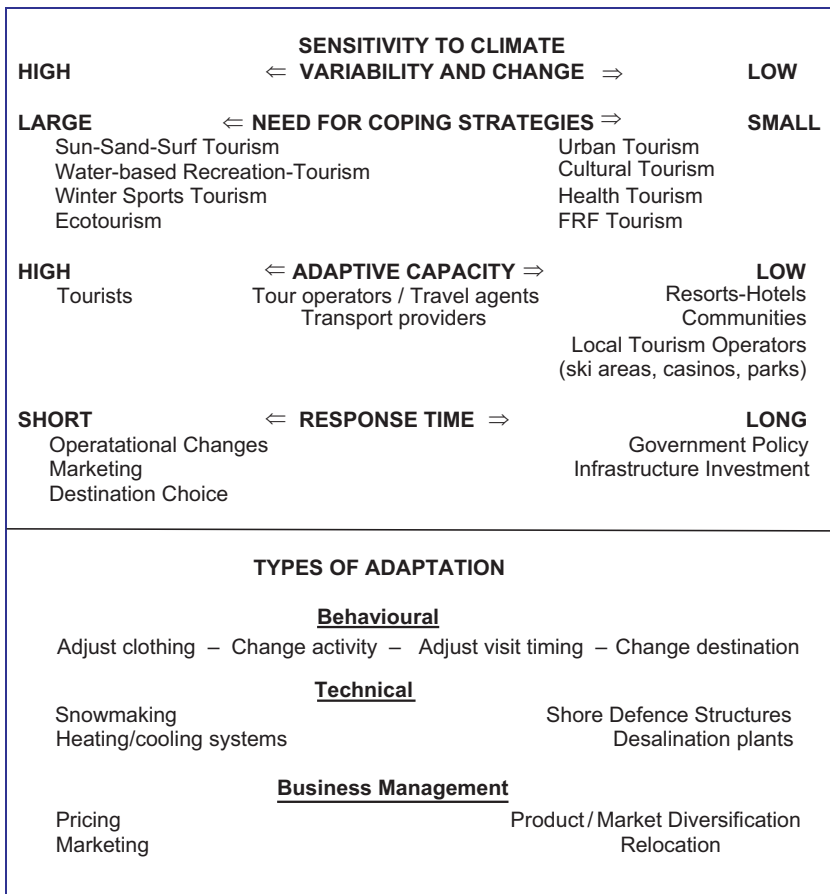 SENSITIVITY TO CLIMATE
HIGH ⇐ VARIABILITY AND CHANGE ⇒ LOW
LARGE ⇐ NEED FOR COPING STRATEGIES ⇒ SMALL
Sun-Sand-Surf Tourism Urban Tourism
Water-based Recreation-Tourism Cultural Tourism
Winter Sports Tourism Health Tourism
Ecotourism FRF Tourism
HIGH ⇐ ADAPTIVE CAPACITY ⇒ LOW
Tourists Tour operators / Travel agents Resorts-Hotels
Transport providers Communities
Local Tourism Operators
(ski areas, casinos, parks)
SHORT ⇐ RESPONSE TIME ⇒ LONG
Operatational Changes Government Policy
Marketing Infrastructure Investment
Destination Choice
TYPES OF ADAPTATION
Behavioural
Adjust clothing – Change activity – Adjust visit timing – Change destination
Technical
Snowmaking Shore Defence Structures
Heating/cooling systems Desalination plants
Business Management
Pricing Product / Market Diversification
Marketing Relocation